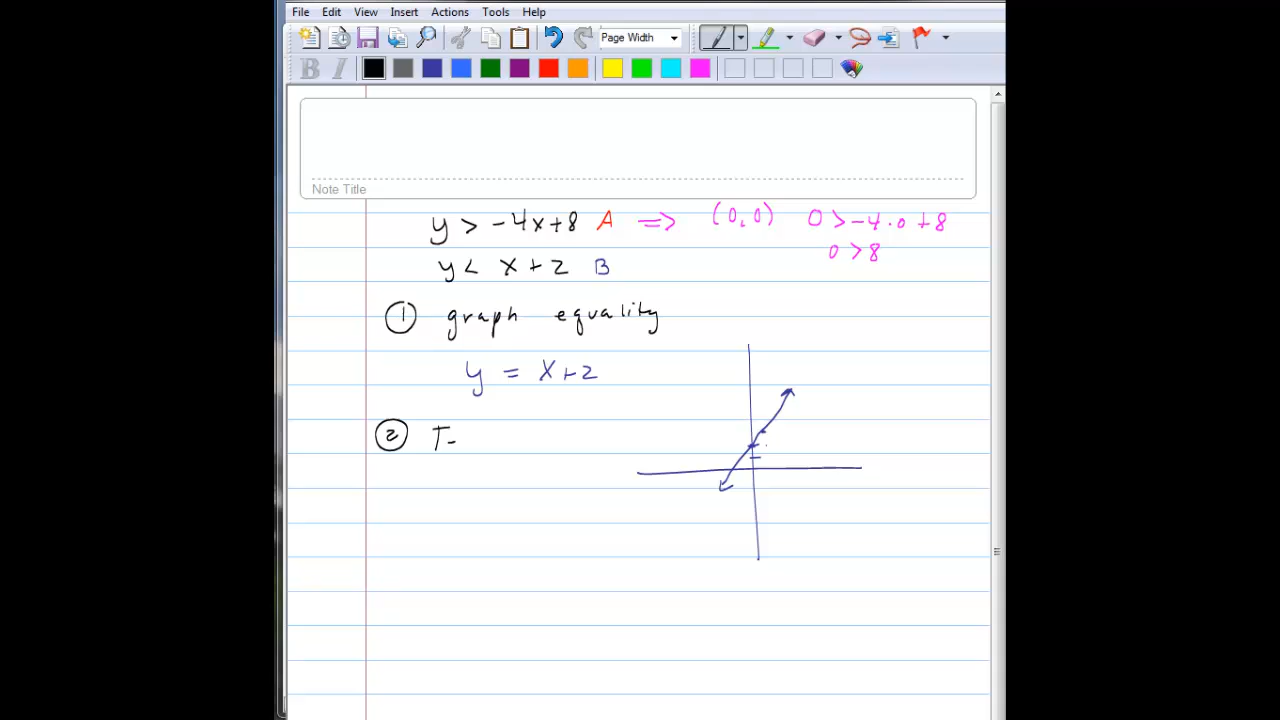 File Edit View Insert Actions Tools Help
Page Width
B I
Note Title
y > -4x+8 A => (0,0) 0 > -4·0 +8
0 > 8
y < x + 2 B
① graph equality
y = x+2
② T-